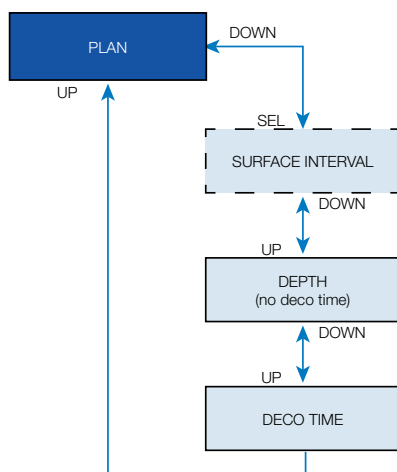 PLAN
DOWN
UP
SEL
SURFACE INTERVAL
DOWN
UP
DEPTH
(no deco time)
DOWN
UP
DECO TIME